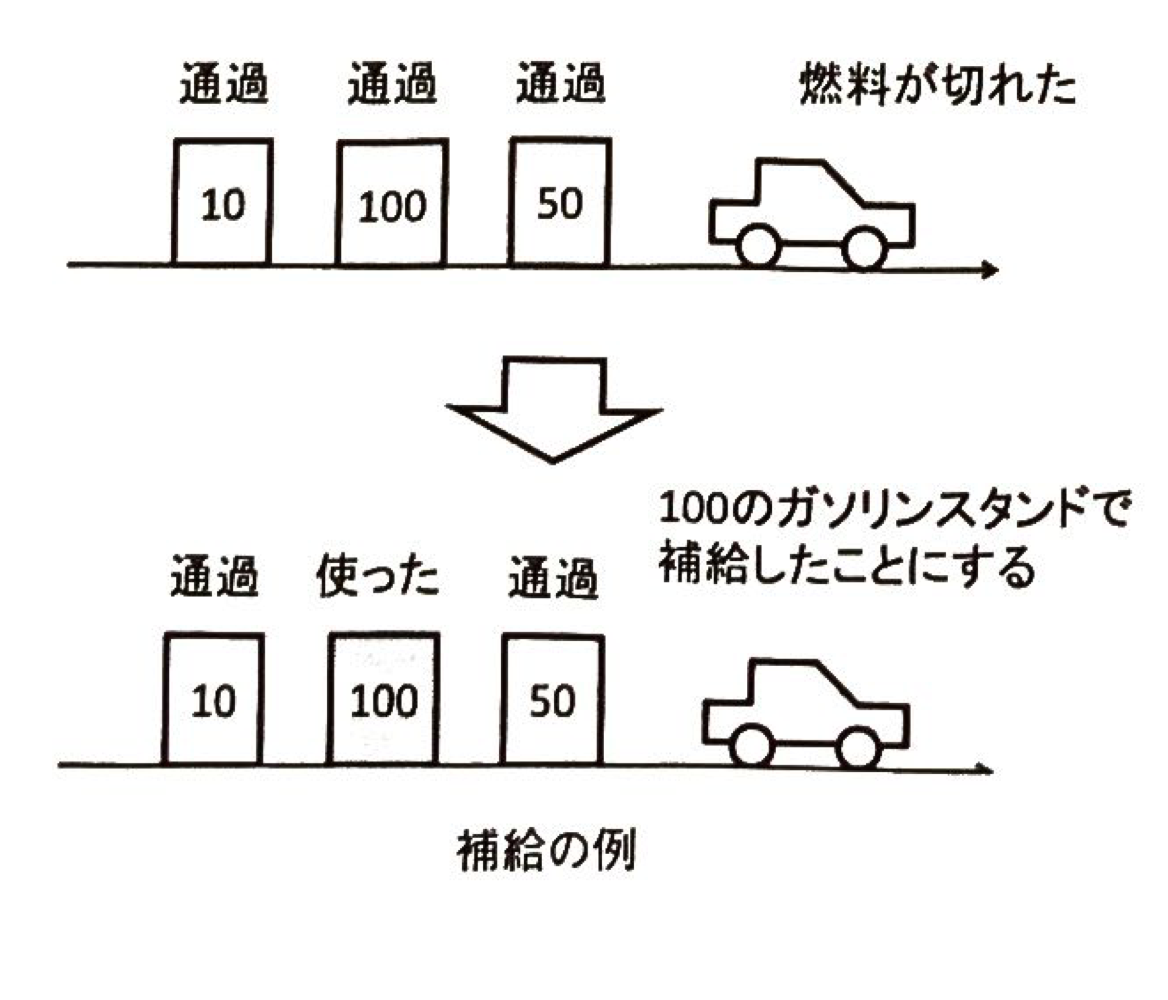 通過 通過 通過 燃料が切れた
10 100 50
100のガソリンスタンドで
補給したことにする
通過 使った 通過
10 100 50
補給の例